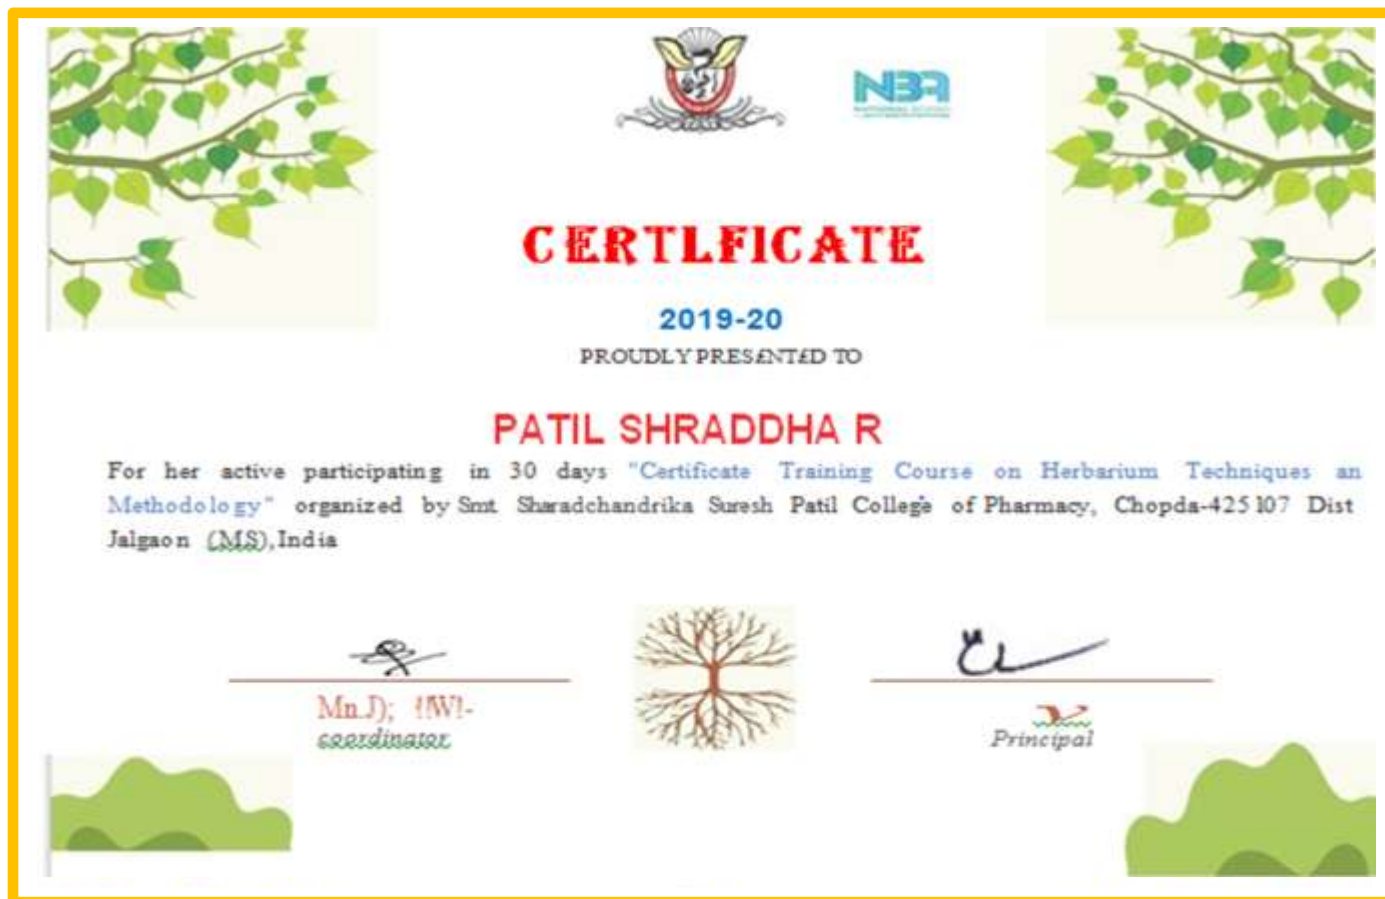 NBA
CERTLFICATE
2019-20
PROUDLY PRESENTED TO
PATIL SHRADDHA R
For her active participating in 30 days "Certificate Training Course on Herbarium Techniques an
Methodology" organized by Smt. Sharadchandrika Suresh Patil College of Pharmacy, Chopda-425107 Dist
Jalgaon (MS),India
Mn.J); !!W!-
coordinator
Principal